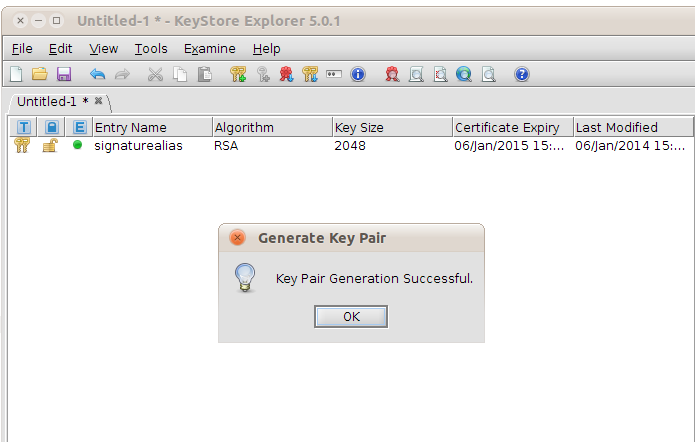 Untitled-1 * - KeyStore Explorer 5.0.1
File Edit View Tools Examine Help
Untitled-1 *
T E Entry Name Algorithm Key Size Certificate Expiry Last Modified
signaturealias RSA 2048 06/Jan/2015 15:... 06/Jan/2014 15:...
Generate Key Pair
Key Pair Generation Successful.
OK